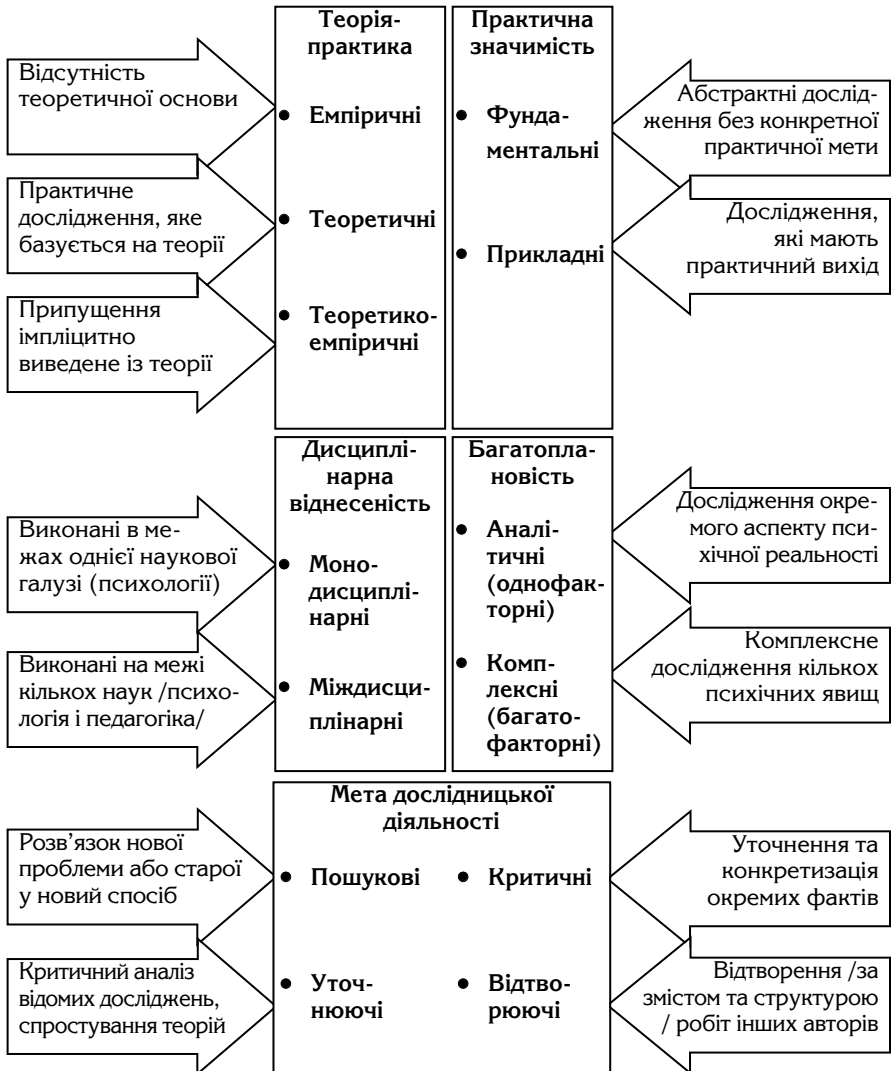 Теорія-
практика
Практична
значимість
Відсутність
теоретичної основи
• Емпіричні
• Фунда-
ментальні
Абстрактні дослід-
ження без конкретної
практичної мети
Практичне
дослідження, яке
базується на теорії
• Теоретичні
• Прикладні
Дослідження,
які мають
практичний вихід
Припущення
імпліцитно
виведене із теорії
• Теоретико-
емпіричні
Дисциплі-
нарна
віднесеність
Багатопла-
новість
Виконані в ме-
жах однієї наукової
галузі (психології)
• Моно-
дисциплі-
нарні
• Аналі-
тичні
(однофак-
торні)
Дослідження окре-
мого аспекту пси-
хічної реальності
Виконані на межі
кількох наук /психо-
логія і педагогіка/
• Міждисци-
плінарні
• Комп-
лексні
(багато-
факторні)
Комплексне
дослідження кількох
психічних явищ
Мета дослідницької
діяльності
Розв’язок нової
проблеми або старої
у новий спосіб
• Пошукові
• Критичні
Уточнення та
конкретизація
окремих фактів
Критичний аналіз
відомих досліджень,
спростування теорій
• Уточ-
нюючі
• Відтво-
рюючі
Відтворення /за
змістом та структурою
/ робіт інших авторів